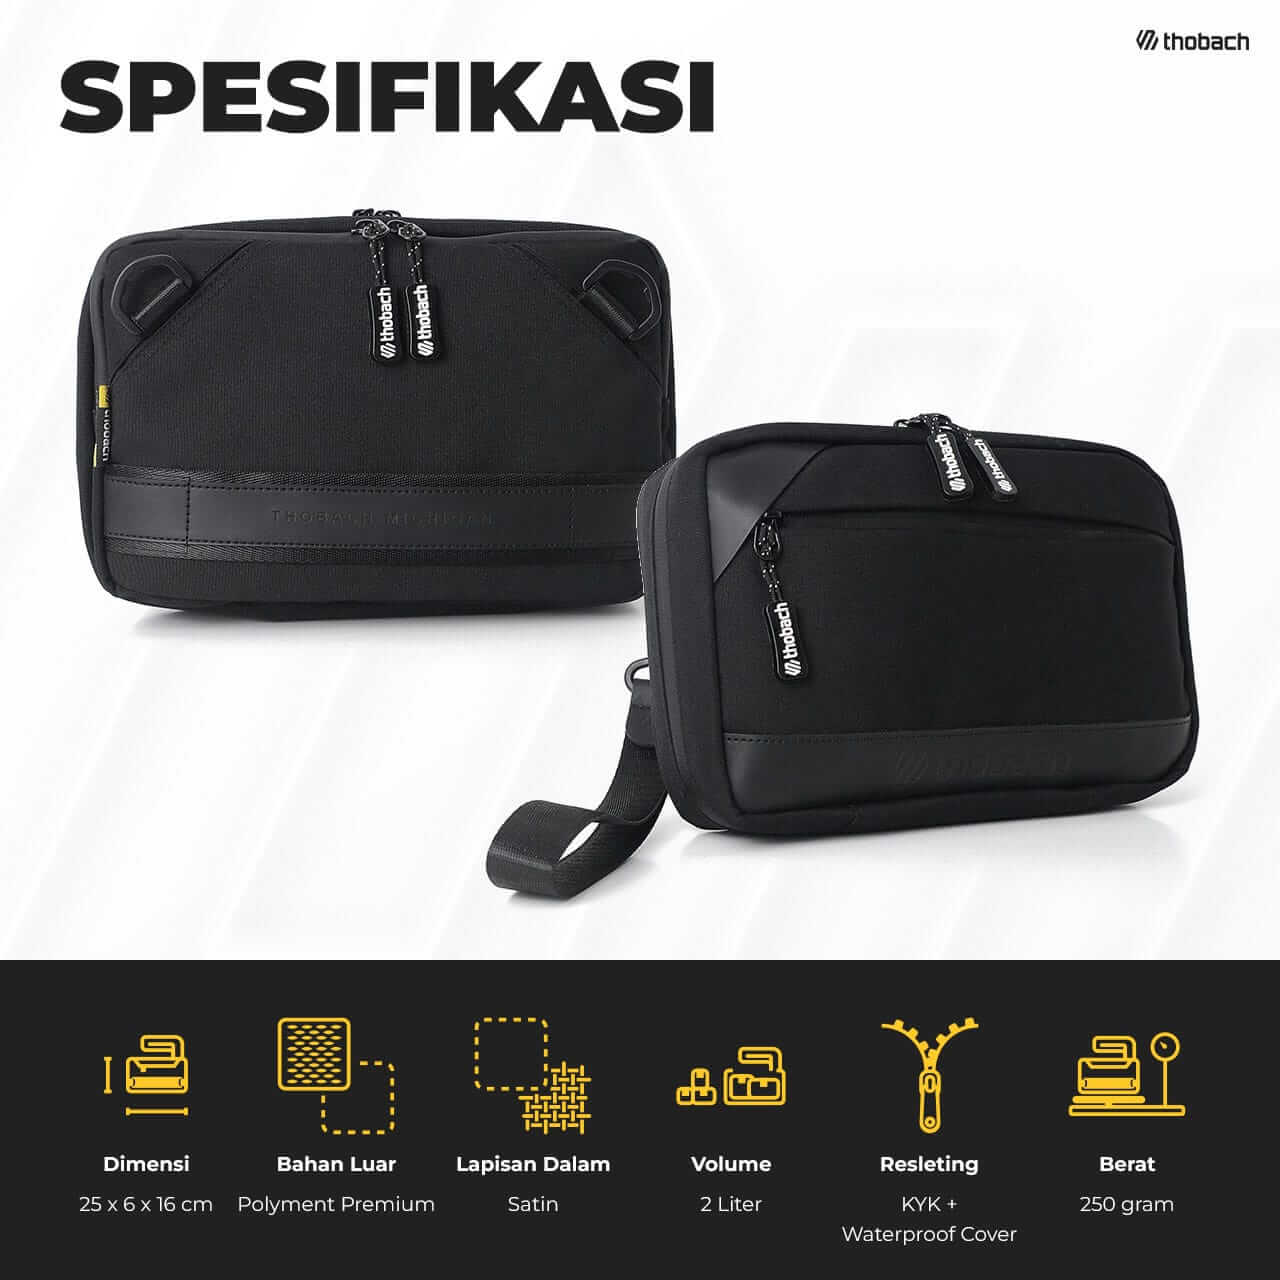 thobach
SPESIFIKASI
thobach
thobach
thobach
THOBACH MICHIGAN
thobach
thobach
thobach
thobach
Dimensi
25 x 6 x 16 cm
Bahan Luar
Polyment Premium
Lapisan Dalam
Satin
Volume
2 Liter
Resleting
KYK +
Waterproof Cover
Berat
250 gram